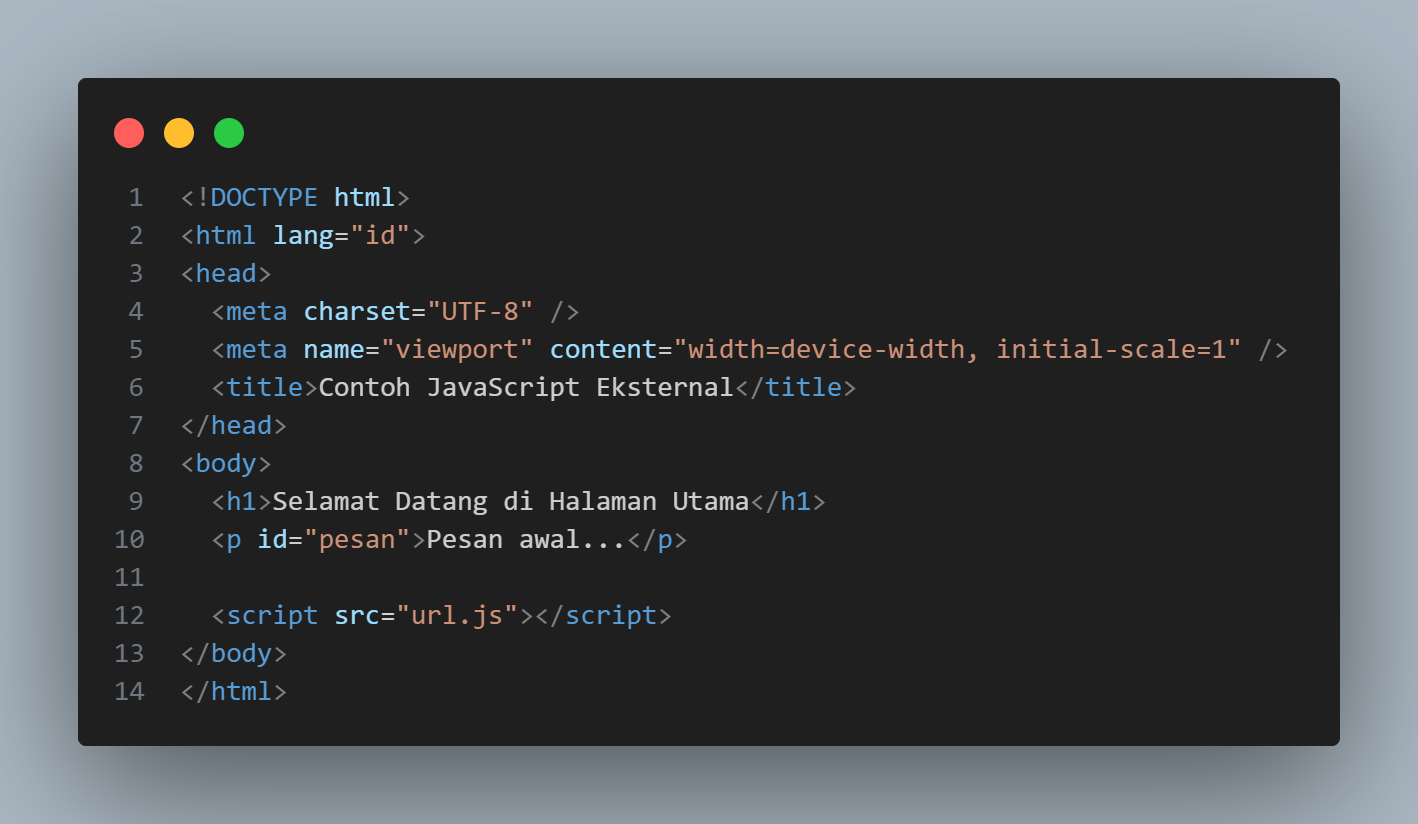 1 <!DOCTYPE html>
2 <html lang="id">
3 <head>
4   <meta charset="UTF-8" />
5   <meta name="viewport" content="width=device-width, initial-scale=1" />
6   <title>Contoh JavaScript Eksternal</title>
7 </head>
8 <body>
9   <h1>Selamat Datang di Halaman Utama</h1>
10   <p id="pesan">Pesan awal...</p>
11
12   <script src="url.js"></script>
13 </body>
14 </html>